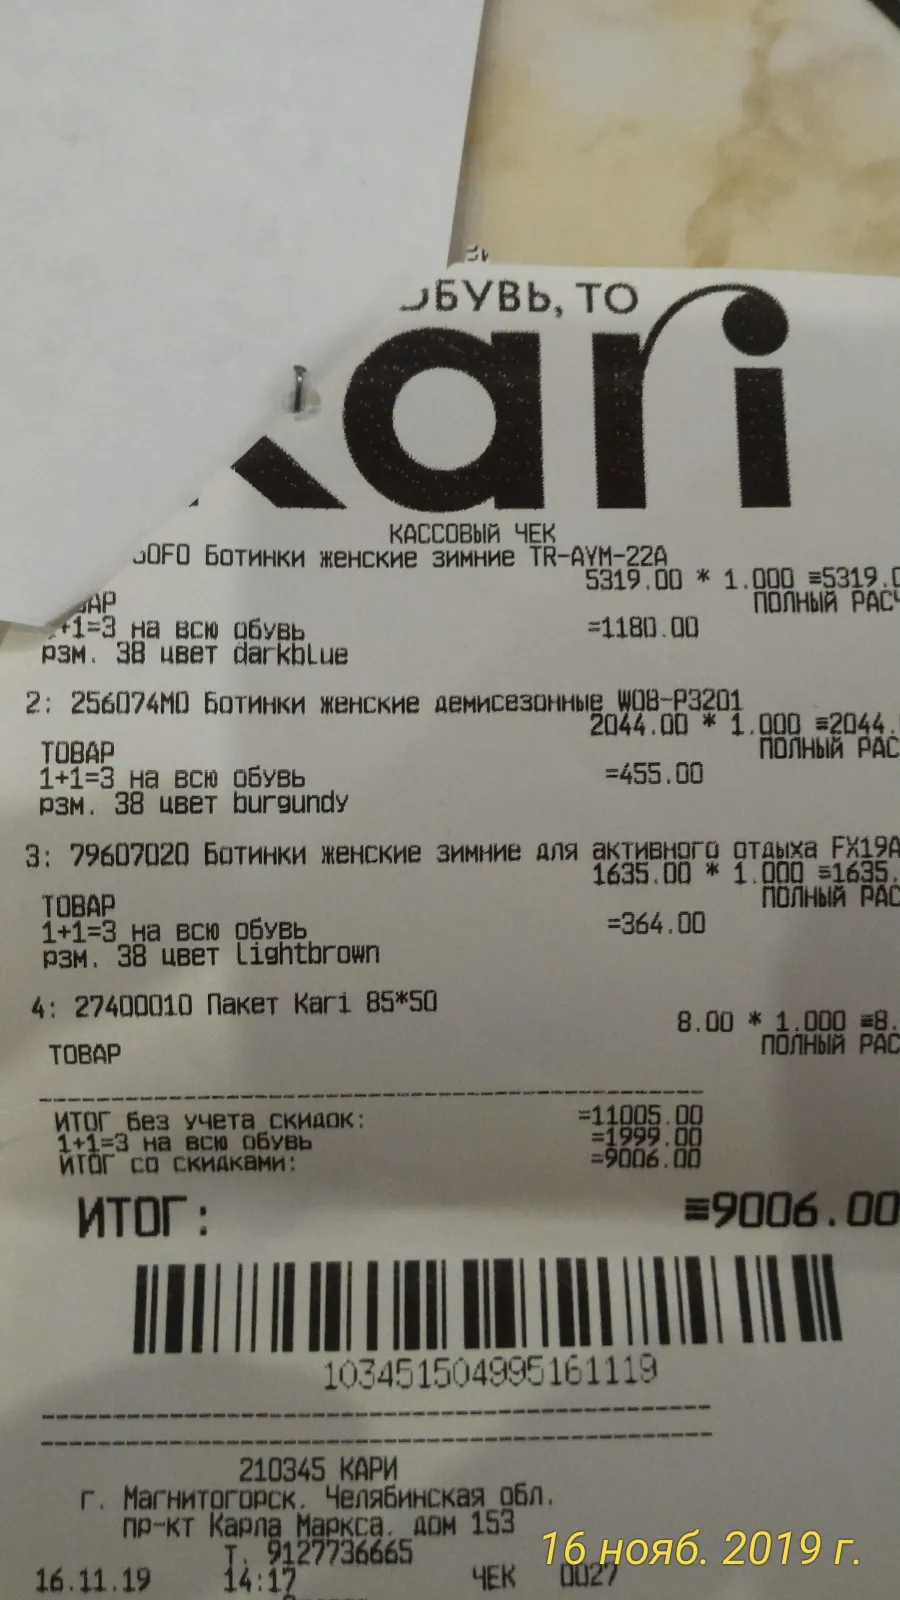 ОБУВЬ, ТО
kari
КАССОВЫЙ ЧЕК
Ботинки женские зимние TR-AYM-22A
5319.00 * 1.000 ≡5319.0
ПОЛНЫЙ РАСЧ
+1=3 на всю обувь =1180.00
рзм. 38 цвет darkblue
2: 256074M0 Ботинки женские демисезонные W08-P3201
2044.00 * 1.000 ≡2044.
ТОВАР ПОЛНЫЙ РАС
1+1=3 на всю обувь =455.00
рзм. 38 цвет burgundy
3: 79607020 Ботинки женские зимние для активного отдыха FX19A
1635.00 * 1.000 ≡1635.
ТОВАР ПОЛНЫЙ РАС
1+1=3 на всю обувь =364.00
рзм. 38 цвет Lightbrown
4: 27400010 Пакет Kari 85*50
8.00 * 1.000 ≡8.
ТОВАР ПОЛНЫЙ РАС
ИТОГ без учета скидок: =11005.00
1+1=3 на всю обувь =1999.00
ИТОГ со скидками: =9006.00
ИТОГ: ≡9006.00
103451504995161119
210345 КАРИ
г. Магнитогорск. Челябинская обл.
пр-кт Карла Маркса. дом 153
Т. 9127736665
16 нояб. 2019 г.
16.11.19 14:17 ЧЕК 0027